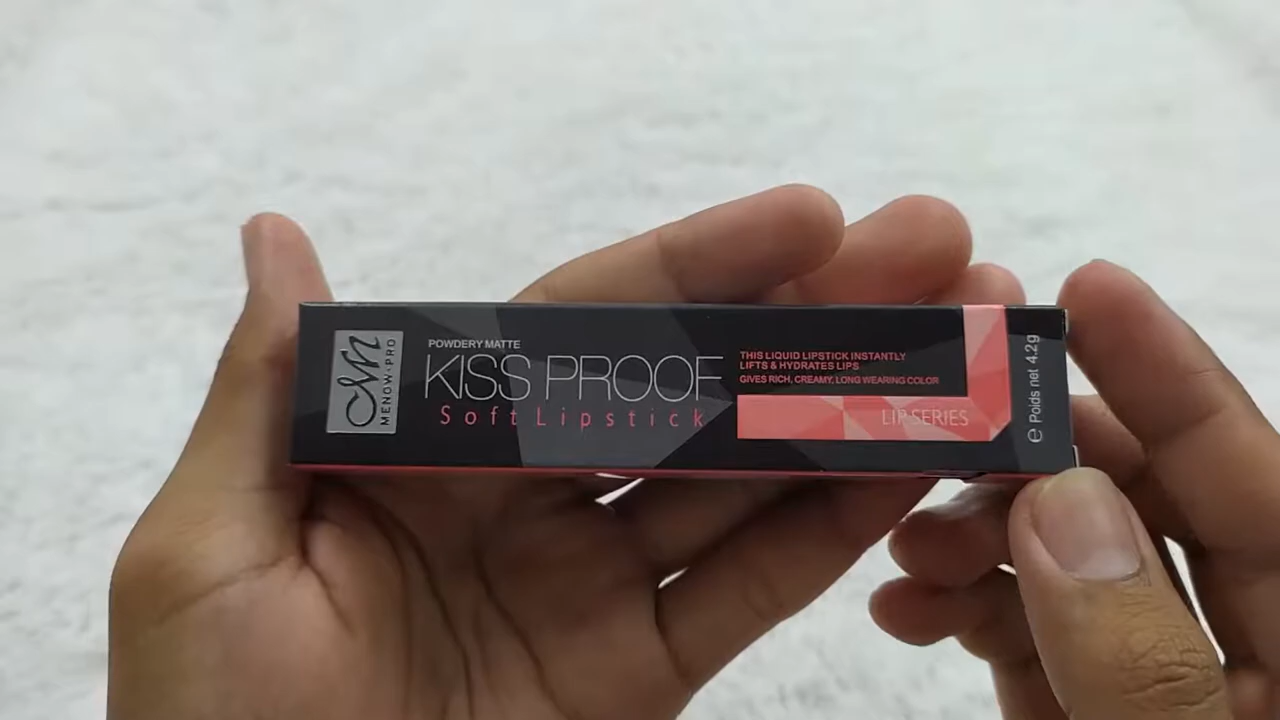 M
MENOW·PRO
POWDERY MATTE
KISS PROOF
Soft Lipstick
THIS LIQUID LIPSTICK INSTANTLY
LIFTS & HYDRATES LIPS
GIVES RICH, CREAMY, LONG WEARING COLOR
LIP SERIES
e Poids net 4.2g